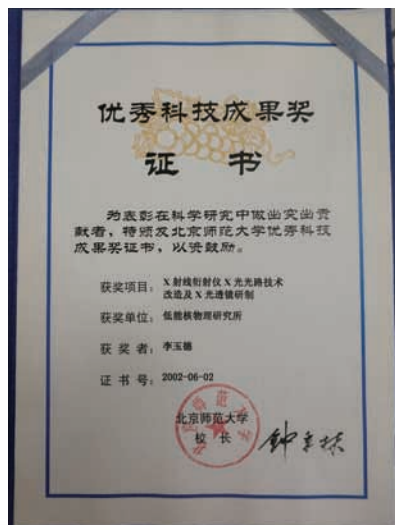 优秀科技成果奖
证 书
为表彰在科学研究中做出突出贡
献者，特颁发北京师范大学优秀科技
成果奖证书，以资鼓励。
获奖项目：X射线衍射仪X光光路技术
改造及X光透镜研制
获奖单位：低能核物理研究所
获 奖 者：李玉德
证 书 号：2002-06-02
北京师范大学
校 长